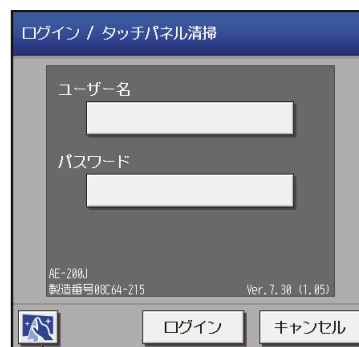 ログイン / タッチパネル清掃
ユーザー名
パスワード
AE-200J
製造番号08C64-215
Ver.7.30 (1.05)
ログイン
キャンセル